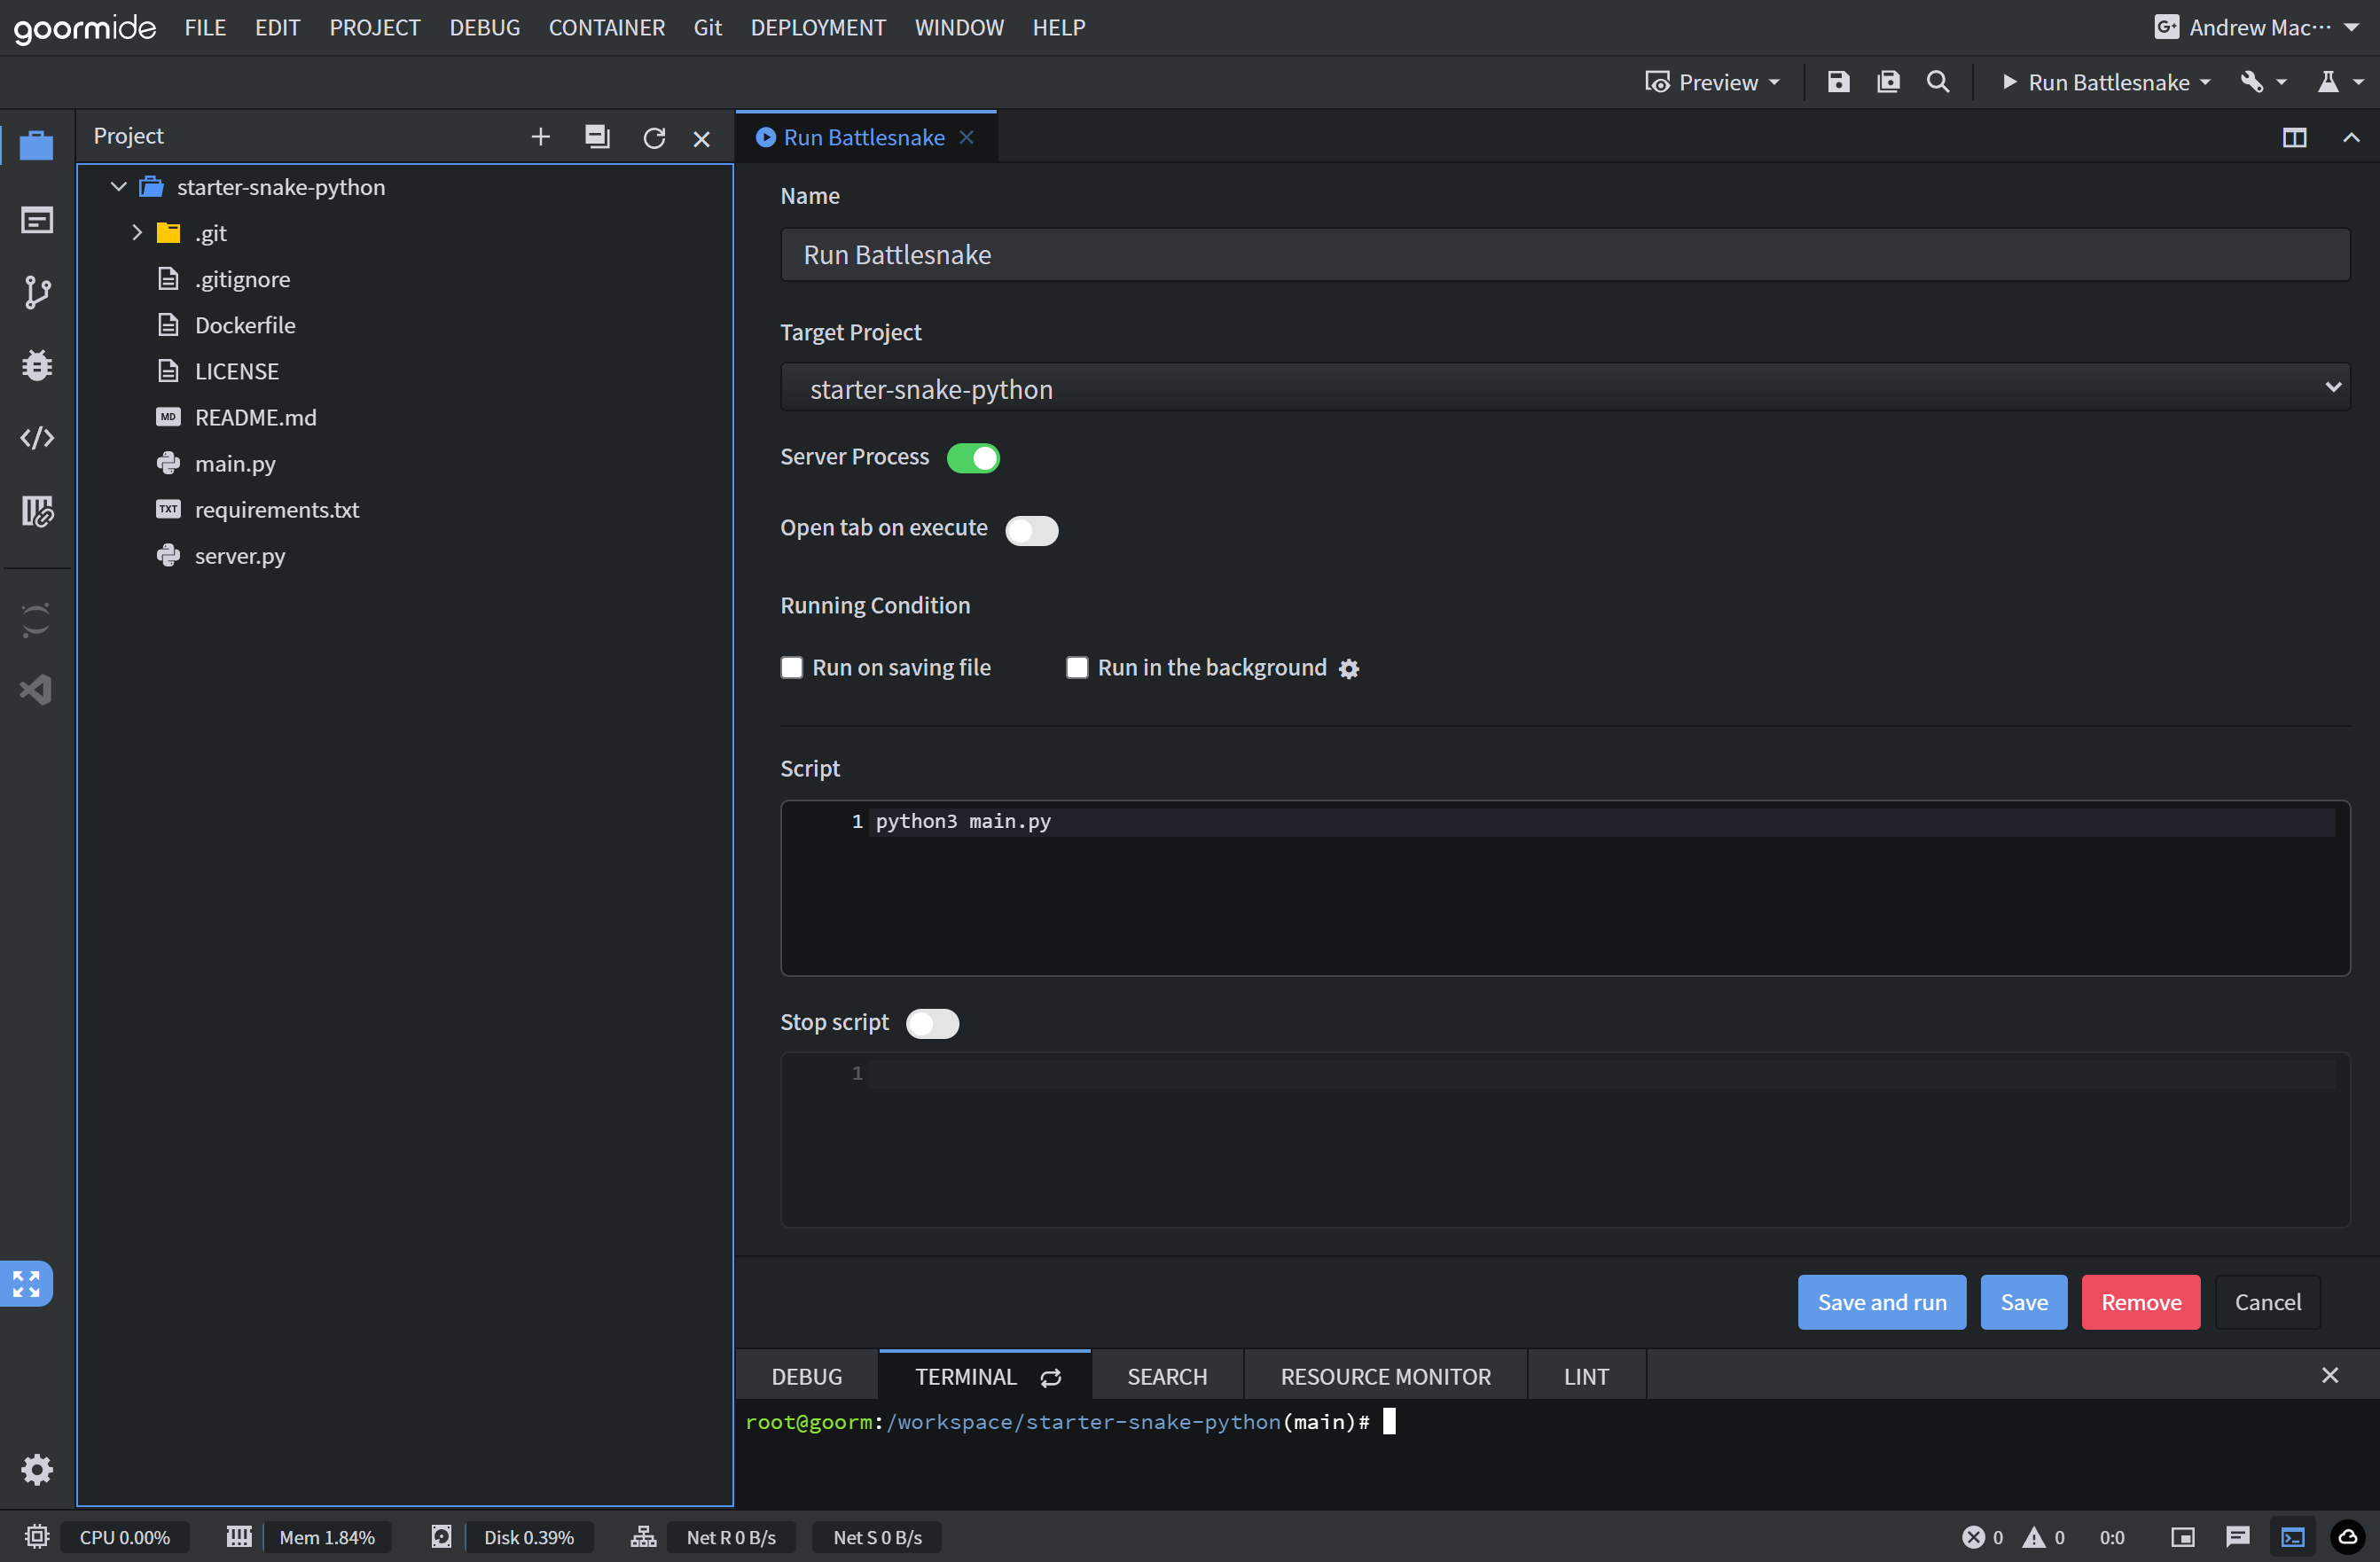 goormide FILE EDIT PROJECT DEBUG CONTAINER Git DEPLOYMENT WINDOW HELP G+ Andrew Mac···
Preview Run Battlesnake
Project
Run Battlesnake
starter-snake-python
.git
.gitignore
Dockerfile
LICENSE
MD README.md
main.py
TXT requirements.txt
server.py
Name
Run Battlesnake
Target Project
starter-snake-python
Server Process
Open tab on execute
Running Condition
Run on saving file Run in the background
Script
1 python3 main.py
Stop script
1
Save and run Save Remove Cancel
DEBUG TERMINAL SEARCH RESOURCE MONITOR LINT
root@goorm:/workspace/starter-snake-python(main)#
CPU 0.00% Mem 1.84% Disk 0.39% Net R 0 B/s Net S 0 B/s 0 0 0:0